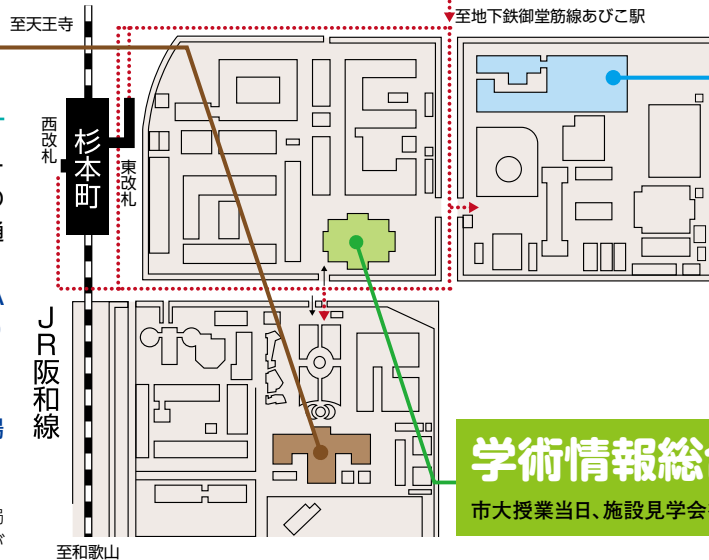 至天王寺
至地下鉄御堂筋線あびこ駅
西改札
杉本町
東改札
JR阪和線
学術情報総
市大授業当日、施設見学会
至和歌山